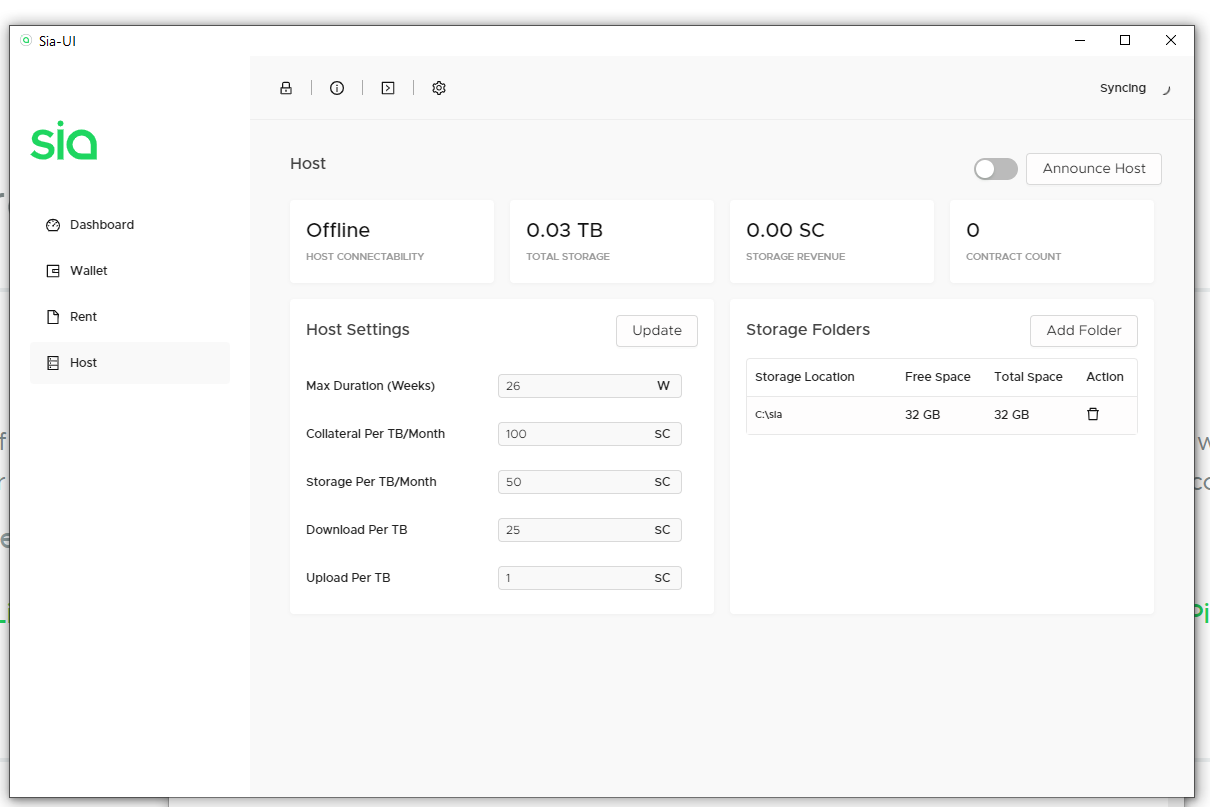 Sia-UI
Syncing
sia
Host
Announce Host
Dashboard
Wallet
Rent
Host
Offline
HOST CONNECTABILITY
0.03 TB
TOTAL STORAGE
0.00 SC
STORAGE REVENUE
0
CONTRACT COUNT
Host Settings
Update
Max Duration (Weeks) 26 W
Collateral Per TB/Month 100 SC
Storage Per TB/Month 50 SC
Download Per TB 25 SC
Upload Per TB 1 SC
Storage Folders
Add Folder
Storage Location Free Space Total Space Action
C:\sia 32 GB 32 GB